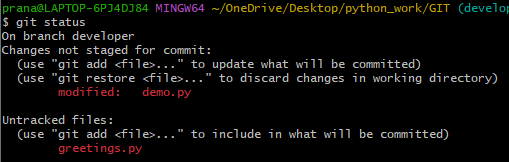 prana@LAPTOP-6PJ4DJ84 MINGW64 ~/OneDrive/Desktop/python_work/GIT (develop
$ git status
On branch developer
Changes not staged for commit:
  (use "git add <file>..." to update what will be committed)
  (use "git restore <file>..." to discard changes in working directory)
        modified:   demo.py

Untracked files:
  (use "git add <file>..." to include in what will be committed)
        greetings.py